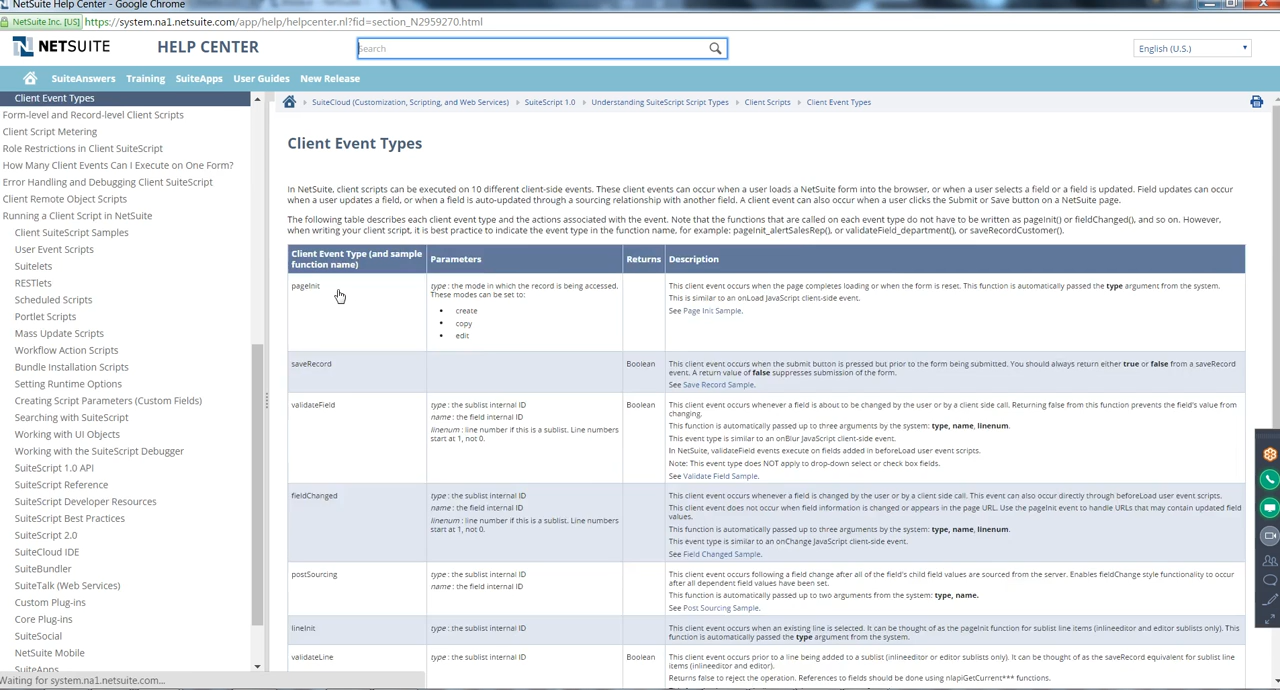 NetSuite Help Center - Google Chrome
NetSuite Inc. [US] https://system.na1.netsuite.com/app/help/helpcenter.nl?fid=section_N2959270.html
NETSUITE HELP CENTER Search English (U.S.)
SuiteAnswers Training SuiteApps User Guides New Release
Client Event Types
Form-level and Record-level Client Scripts
Client Script Metering
Role Restrictions in Client SuiteScript
How Many Client Events Can I Execute on One Form?
Error Handling and Debugging Client SuiteScript
Client Remote Object Scripts
Running a Client Script in NetSuite
Client SuiteScript Samples
User Event Scripts
Suitelets
RESTlets
Scheduled Scripts
Portlet Scripts
Mass Update Scripts
Workflow Action Scripts
Bundle Installation Scripts
Setting Runtime Options
Creating Script Parameters (Custom Fields)
Searching with SuiteScript
Working with UI Objects
Working with the SuiteScript Debugger
SuiteScript 1.0 API
SuiteScript Reference
SuiteScript Developer Resources
SuiteScript Best Practices
SuiteScript 2.0
SuiteCloud IDE
SuiteBundler
SuiteTalk (Web Services)
Custom Plug-ins
Core Plug-ins
SuiteSocial
NetSuite Mobile
SuiteApps
Waiting for system.na1.netsuite.com...
SuiteCloud (Customization, Scripting, and Web Services) SuiteScript 1.0 Understanding SuiteScript Script Types Client Scripts Client Event Types
Client Event Types
In NetSuite, client scripts can be executed on 10 different client-side events. These client events can occur when a user loads a NetSuite form into the browser, or when a user selects a field or a field is updated. Field updates can occur
when a user updates a field, or when a field is auto-updated through a sourcing relationship with another field. A client event can also occur when a user clicks the Submit or Save button on a NetSuite page.
The following table describes each client event type and the actions associated with the event. Note that the functions that are called on each event type do not have to be written as pageInit() or fieldChanged(), and so on. However,
when writing your client script, it is best practice to indicate the event type in the function name, for example: pageInit_alertSalesRep(), or validateField_department(), or saveRecordCustomer().
Client Event Type (and sample
function name)
Parameters
Returns
Description
pageInit
type : the mode in which the record is being accessed.
These modes can be set to:
• create
• copy
• edit
This client event occurs when the page completes loading or when the form is reset. This function is automatically passed the type argument from the system.
This is similar to an onLoad JavaScript client-side event.
See Page Init Sample.
saveRecord
Boolean
This client event occurs when the submit button is pressed but prior to the form being submitted. You should always return either true or false from a saveRecord
event. A return value of false suppresses submission of the form.
See Save Record Sample.
validateField
type : the sublist internal ID
name : the field internal ID
linenum : line number if this is a sublist. Line numbers
start at 1, not 0.
Boolean
This client event occurs whenever a field is about to be changed by the user or by a client side call. Returning false from this function prevents the field's value from
changing.
This function is automatically passed up to three arguments by the system: type, name, linenum.
This event type is similar to an onBlur JavaScript client-side event.
In NetSuite, validateField events execute on fields added in beforeLoad user event scripts.
Note: This event type does NOT apply to drop-down select or check box fields.
See Validate Field Sample.
fieldChanged
type : the sublist internal ID
name : the field internal ID
linenum : line number if this is a sublist. Line numbers
start at 1, not 0.
This client event occurs whenever a field is changed by the user or by a client side call. This event can also occur directly through beforeLoad user event scripts.
This client event does not occur when field information is changed or appears in the page URL. Use the pageInit event to handle URLs that may contain updated field
values.
This function is automatically passed up to three arguments by the system: type, name, linenum.
This event type is similar to an onChange JavaScript client-side event.
See Field Changed Sample.
postSourcing
type : the sublist internal ID
name : the field internal ID
This client event occurs following a field change after all of the field's child field values are sourced from the server. Enables fieldChange style functionality to occur
after all dependent field values have been set.
This function is automatically passed up to two arguments from the system: type, name.
See Post Sourcing Sample.
lineInit
type : the sublist internal ID
This client event occurs when an existing line is selected. It can be thought of as the pageInit function for sublist line items (inlineeditor and editor sublists only). This
function is automatically passed the type argument from the system.
validateLine
type : the sublist internal ID
Boolean
This client event occurs prior to a line being added to a sublist (inlineeditor or editor sublists only). It can be thought of as the saveRecord equivalent for sublist line
items (inlineeditor and editor).
Returns false to reject the operation. References to fields should be done using nlapiGetCurrent*** functions.